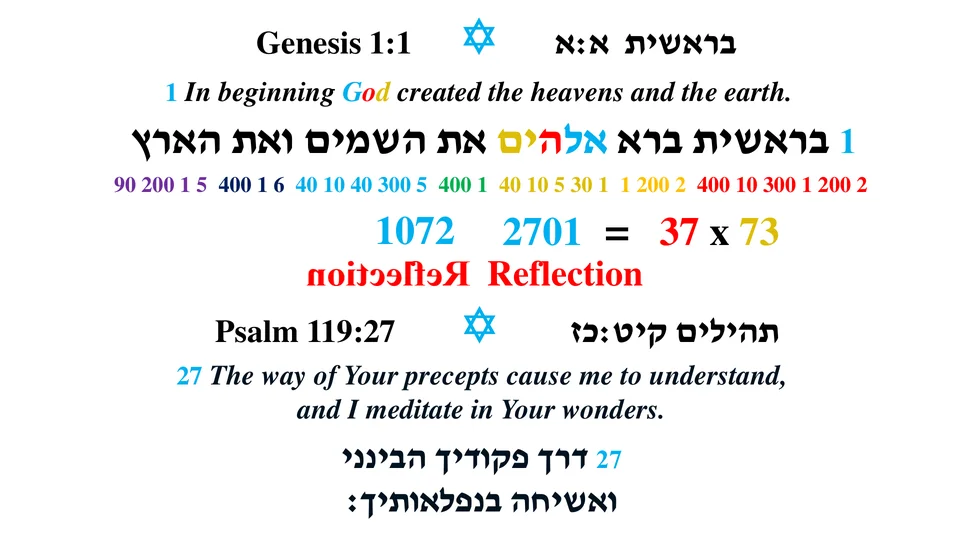 Genesis 1:1 ✡ בראשית א:א
1 In beginning God created the heavens and the earth.
1 בראשית ברא אלהים את השמים ואת הארץ
90 200 1 5 400 1 6 40 10 40 300 5 400 1 40 10 5 30 1 1 200 2 400 10 300 1 200 2
1072 2701 = 37 x 73
Reflection Reflection
Psalm 119:27 ✡ תהילים קיט:כז
27 The way of Your precepts cause me to understand,
and I meditate in Your wonders.
27 דרך פקודיך הבינני
ואשיחה בנפלאותיך: